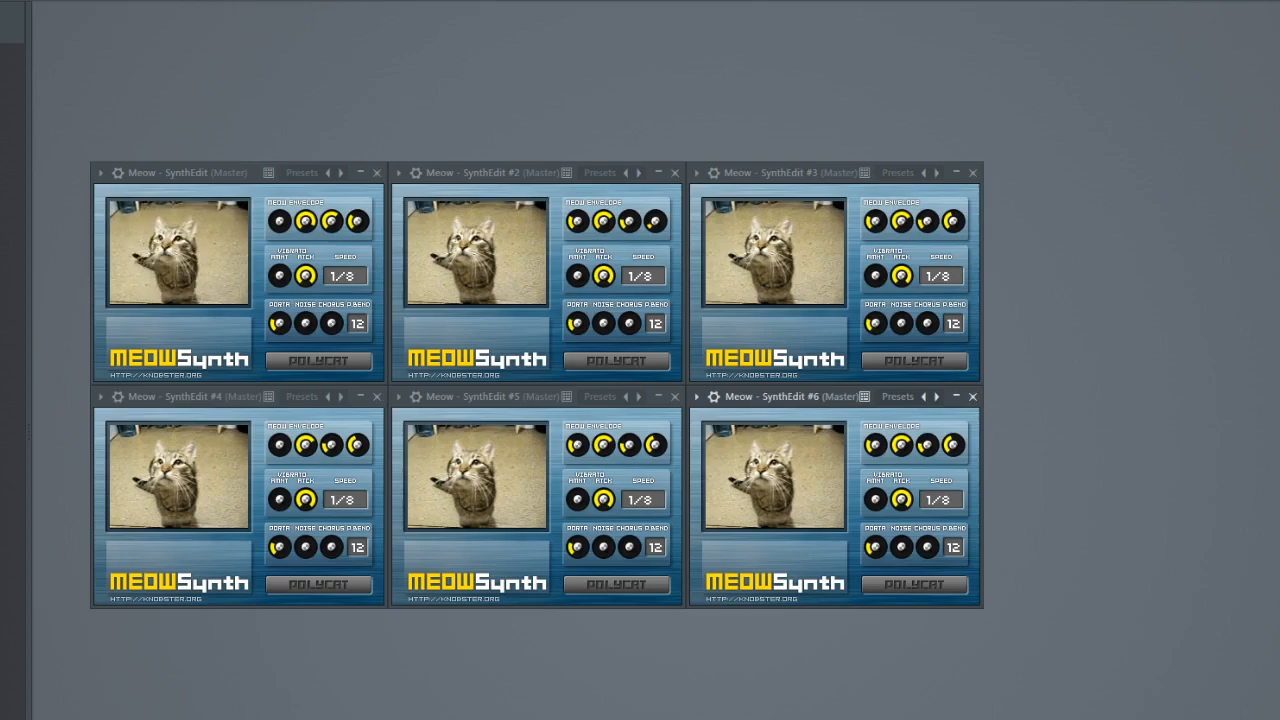 Meow - SynthEdit (Master) Presets
MEOW ENVELOPE
VIBRATO
AMNT ATCK SPEED
1/8
PORTA NOISE CHORUS P.BEND
12
MEOWSynth
POLYCAT
HTTP://KNOBSTER.ORG
Meow - SynthEdit #2 (Master) Presets
MEOW ENVELOPE
VIBRATO
AMNT ATCK SPEED
1/8
PORTA NOISE CHORUS P.BEND
12
MEOWSynth
POLYCAT
HTTP://KNOBSTER.ORG
Meow - SynthEdit #3 (Master) Presets
MEOW ENVELOPE
VIBRATO
AMNT ATCK SPEED
1/8
PORTA NOISE CHORUS P.BEND
12
MEOWSynth
POLYCAT
HTTP://KNOBSTER.ORG
Meow - SynthEdit #4 (Master) Presets
MEOW ENVELOPE
VIBRATO
AMNT ATCK SPEED
1/8
PORTA NOISE CHORUS P.BEND
12
MEOWSynth
POLYCAT
HTTP://KNOBSTER.ORG
Meow - SynthEdit #5 (Master) Presets
MEOW ENVELOPE
VIBRATO
AMNT ATCK SPEED
1/8
PORTA NOISE CHORUS P.BEND
12
MEOWSynth
POLYCAT
HTTP://KNOBSTER.ORG
Meow - SynthEdit #6 (Master) Presets
MEOW ENVELOPE
VIBRATO
AMNT ATCK SPEED
1/8
PORTA NOISE CHORUS P.BEND
12
MEOWSynth
POLYCAT
HTTP://KNOBSTER.ORG